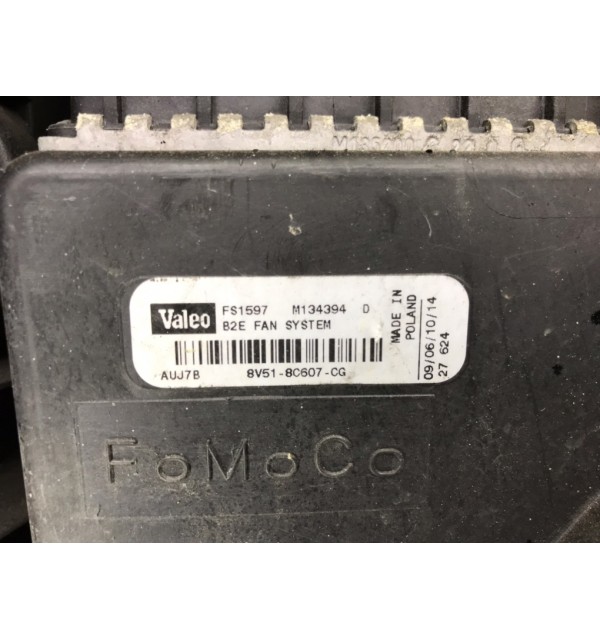 Valeo
FS1597 M134394 D
B2E FAN SYSTEM
AUJ7B 8V51-8C607-CG
MADE IN
POLAND
09/06/10/14
27 624
FoMoCo